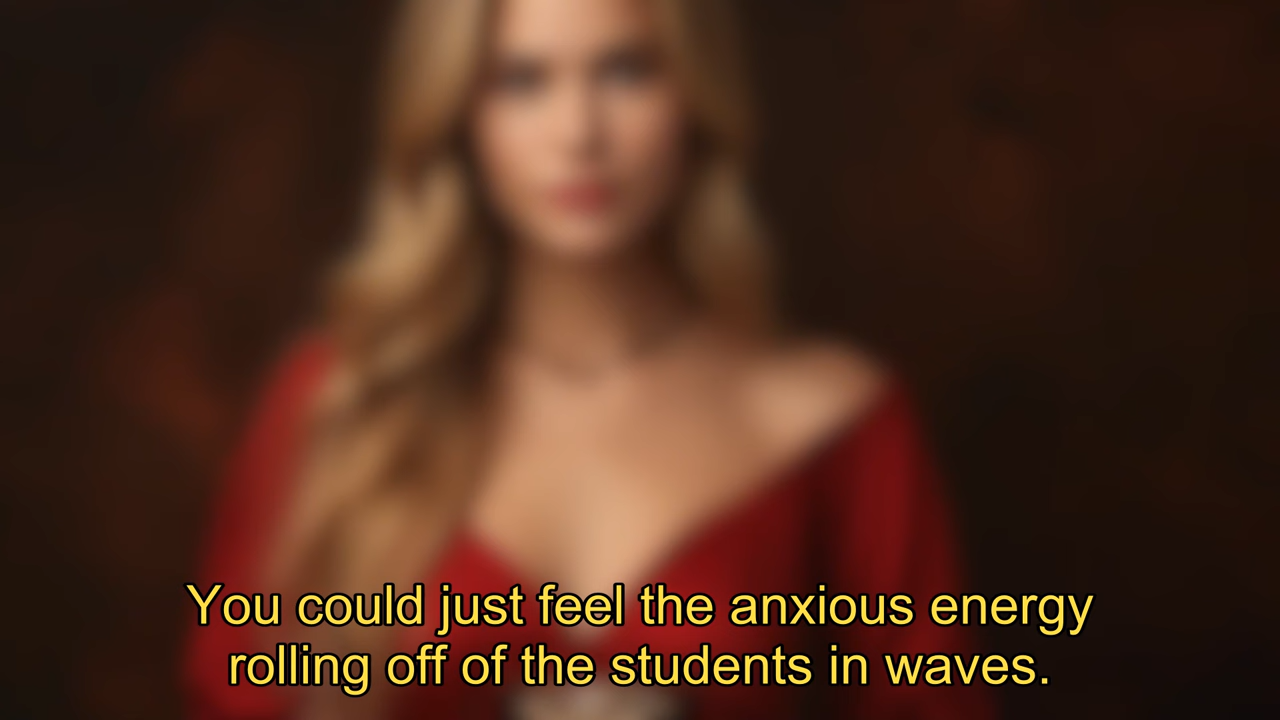 You could just feel the anxious energy
rolling off of the students in waves.